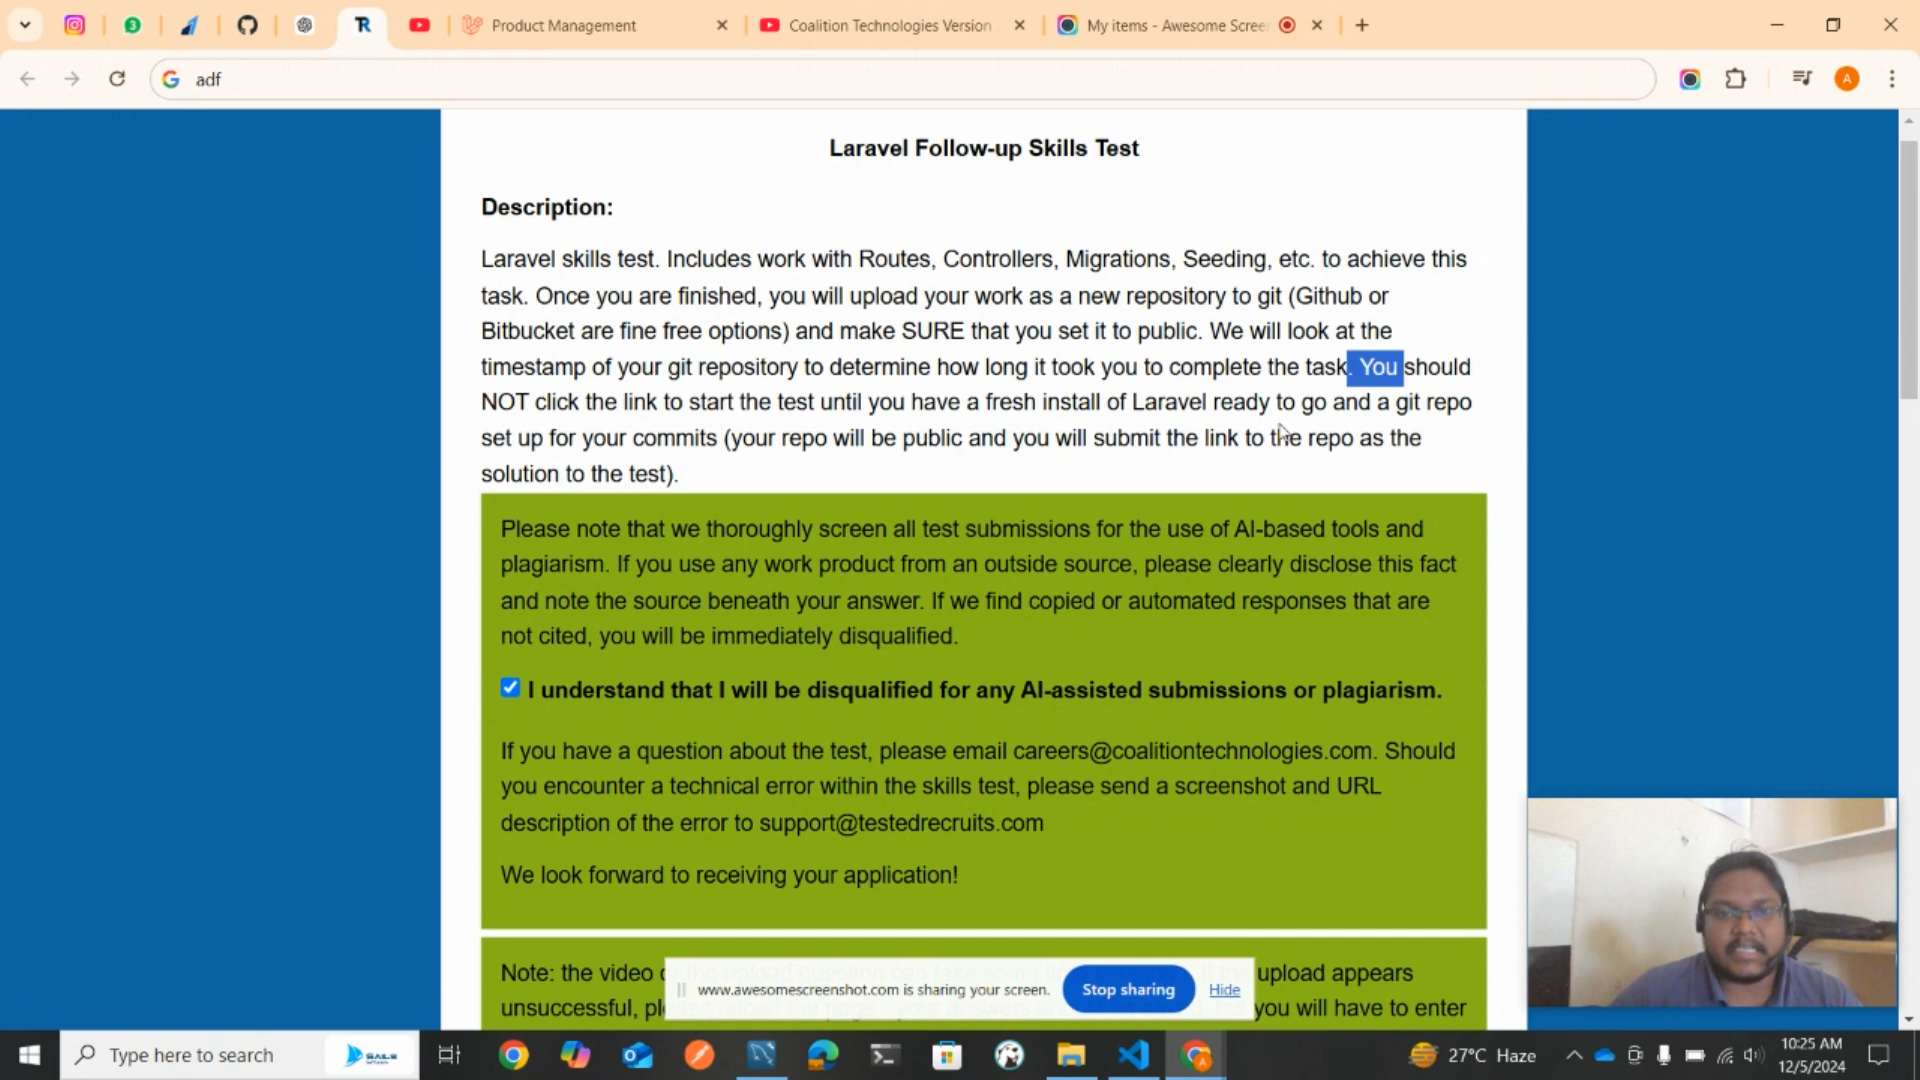 Product Management
Coalition Technologies Version
My items - Awesome Scree
adf
A
Laravel Follow-up Skills Test
Description:
Laravel skills test. Includes work with Routes, Controllers, Migrations, Seeding, etc. to achieve this
task. Once you are finished, you will upload your work as a new repository to git (Github or
Bitbucket are fine free options) and make SURE that you set it to public. We will look at the
timestamp of your git repository to determine how long it took you to complete the task. You should
NOT click the link to start the test until you have a fresh install of Laravel ready to go and a git repo
set up for your commits (your repo will be public and you will submit the link to the repo as the
solution to the test).
Please note that we thoroughly screen all test submissions for the use of AI-based tools and
plagiarism. If you use any work product from an outside source, please clearly disclose this fact
and note the source beneath your answer. If we find copied or automated responses that are
not cited, you will be immediately disqualified.
I understand that I will be disqualified for any AI-assisted submissions or plagiarism.
If you have a question about the test, please email careers@coalitiontechnologies.com. Should
you encounter a technical error within the skills test, please send a screenshot and URL
description of the error to support@testedrecruits.com
We look forward to receiving your application!
Note: the video upload appears
unsuccessful, you will have to enter
www.awesomescreenshot.com is sharing your screen.
Stop sharing
Hide
Type here to search
27°C Haze
10:25 AM
12/5/2024